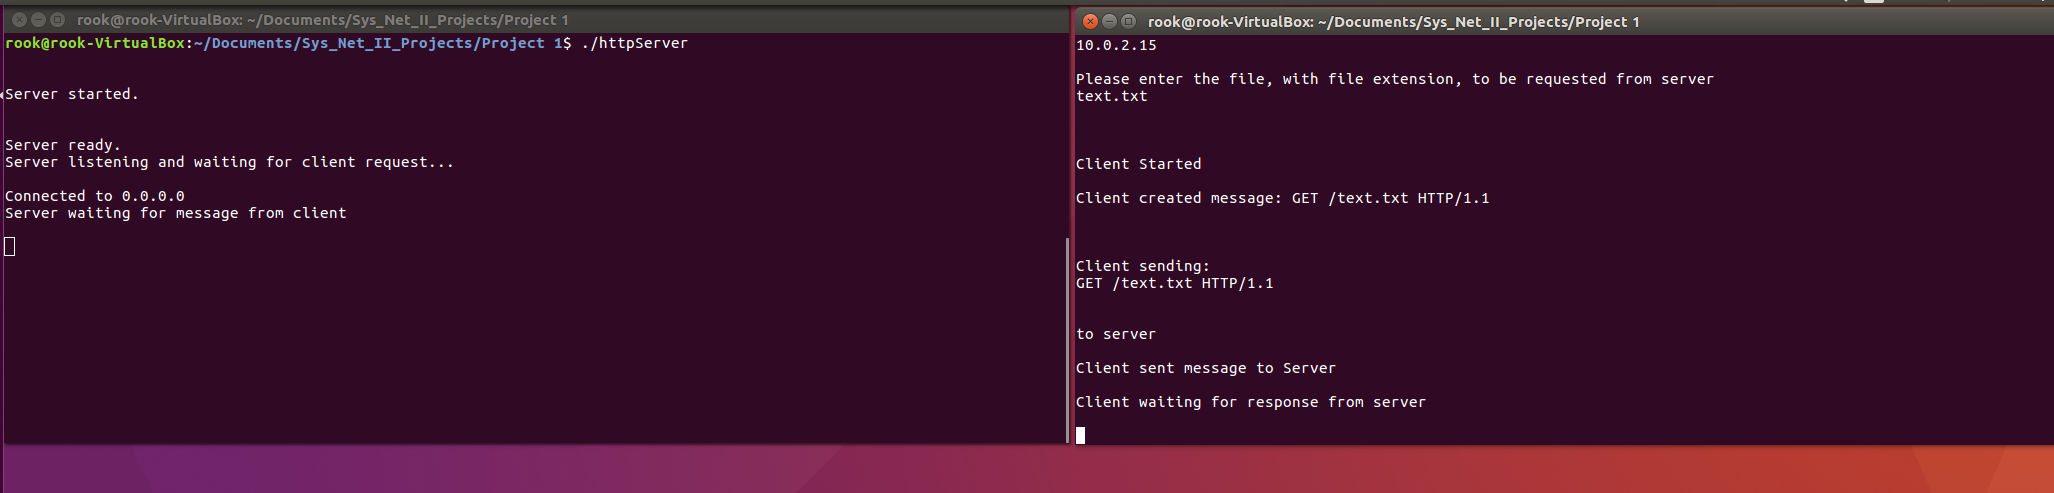 rook@rook-VirtualBox: ~/Documents/Sys_Net_II_Projects/Project 1
rook@rook-VirtualBox:~/Documents/Sys_Net_II_Projects/Project 1$ ./httpServer
Server started.
Server ready.
Server listening and waiting for client request...
Connected to 0.0.0.0
Server waiting for message from client
rook@rook-VirtualBox: ~/Documents/Sys_Net_II_Projects/Project 1
10.0.2.15
Please enter the file, with file extension, to be requested from server
text.txt
Client Started
Client created message: GET /text.txt HTTP/1.1
Client sending:
GET /text.txt HTTP/1.1
to server
Client sent message to Server
Client waiting for response from server